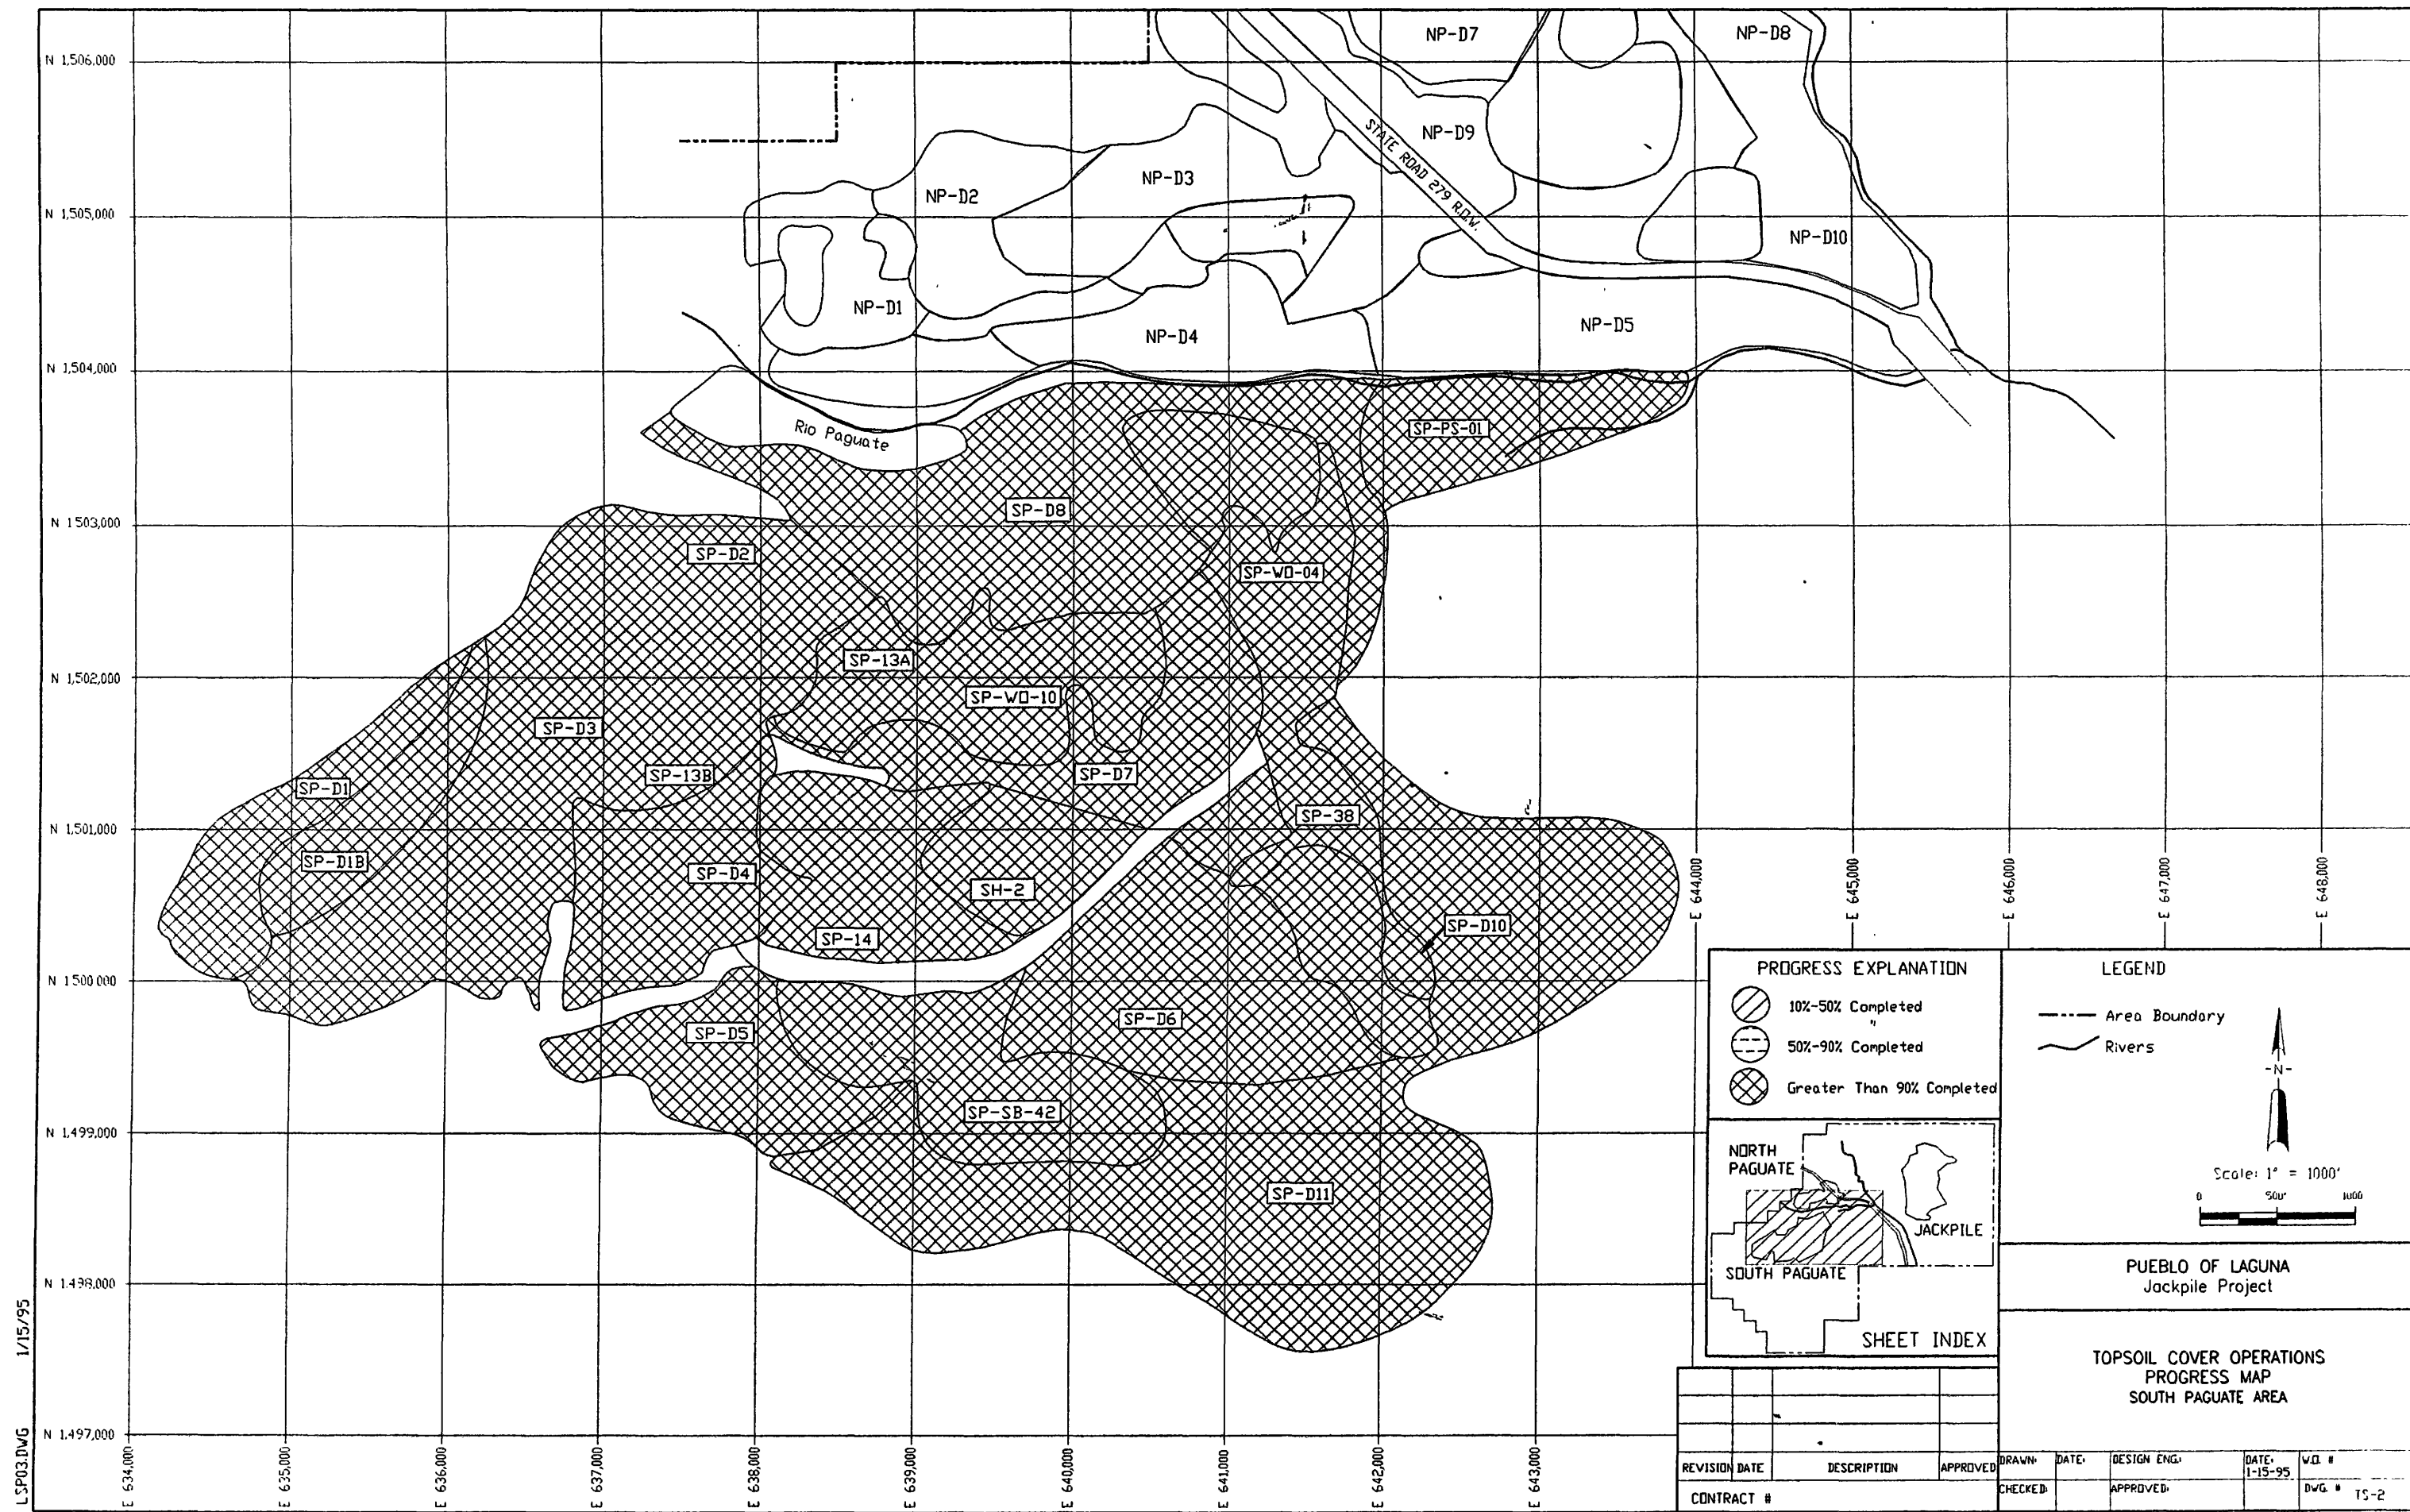 N 1,506,000
N 1,505,000
N 1,504,000
N 1,503,000
N 1,502,000
N 1,501,000
N 1,500,000
N 1,499,000
N 1,498,000
N 1,497,000
NP-D7
NP-D8
NP-D9
STATE ROAD 279 R.O.W.
NP-D2
NP-D3
NP-D10
NP-D1
NP-D4
NP-D5
Rio Paguate
SP-PS-01
SP-D8
SP-D2
SP-WO-04
SP-13A
SP-WO-10
SP-D3
SP-13B
SP-D7
SP-D1
SP-38
SP-D1B
SP-D4
SH-2
SP-D10
SP-14
SP-D6
SP-D5
SP-SB-42
SP-D11
E 634,000
E 635,000
E 636,000
E 637,000
E 638,000
E 639,000
E 640,000
E 641,000
E 642,000
E 643,000
E 644,000
E 645,000
E 646,000
E 647,000
E 648,000
PROGRESS EXPLANATION
10%-50% Completed
50%-90% Completed
Greater Than 90% Completed
LEGEND
Area Boundary
Rivers
-N-
Scale: 1" = 1000'
0 500' 1000
NORTH
PAGUATE
JACKPILE
SOUTH PAGUATE
SHEET INDEX
PUEBLO OF LAGUNA
Jackpile Project
TOPSOIL COVER OPERATIONS
PROGRESS MAP
SOUTH PAGUATE AREA
REVISION DATE DESCRIPTION APPROVED
CONTRACT #
DRAWN: DATE: DESIGN ENG.: DATE: 1-15-95 W.O. #
CHECKED: APPROVED: DWG. # TS-2
LSP03.DWG 1/15/95